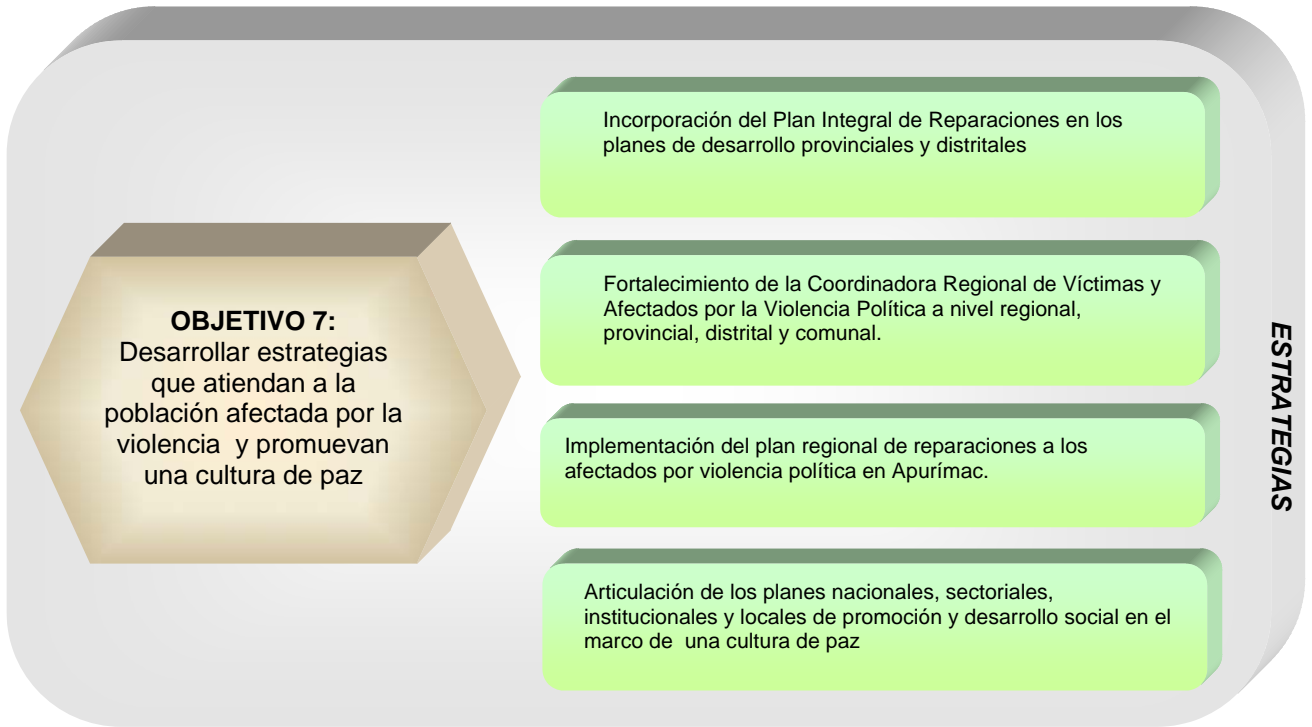 OBJETIVO 7:
Desarrollar estrategias
que atiendan a la
población afectada por la
violencia y promuevan
una cultura de paz
Incorporación del Plan Integral de Reparaciones en los
planes de desarrollo provinciales y distritales
Fortalecimiento de la Coordinadora Regional de Víctimas y
Afectados por la Violencia Política a nivel regional,
provincial, distrital y comunal.
Implementación del plan regional de reparaciones a los
afectados por violencia política en Apurímac.
Articulación de los planes nacionales, sectoriales,
institucionales y locales de promoción y desarrollo social en el
marco de una cultura de paz
ESTRATEGIAS